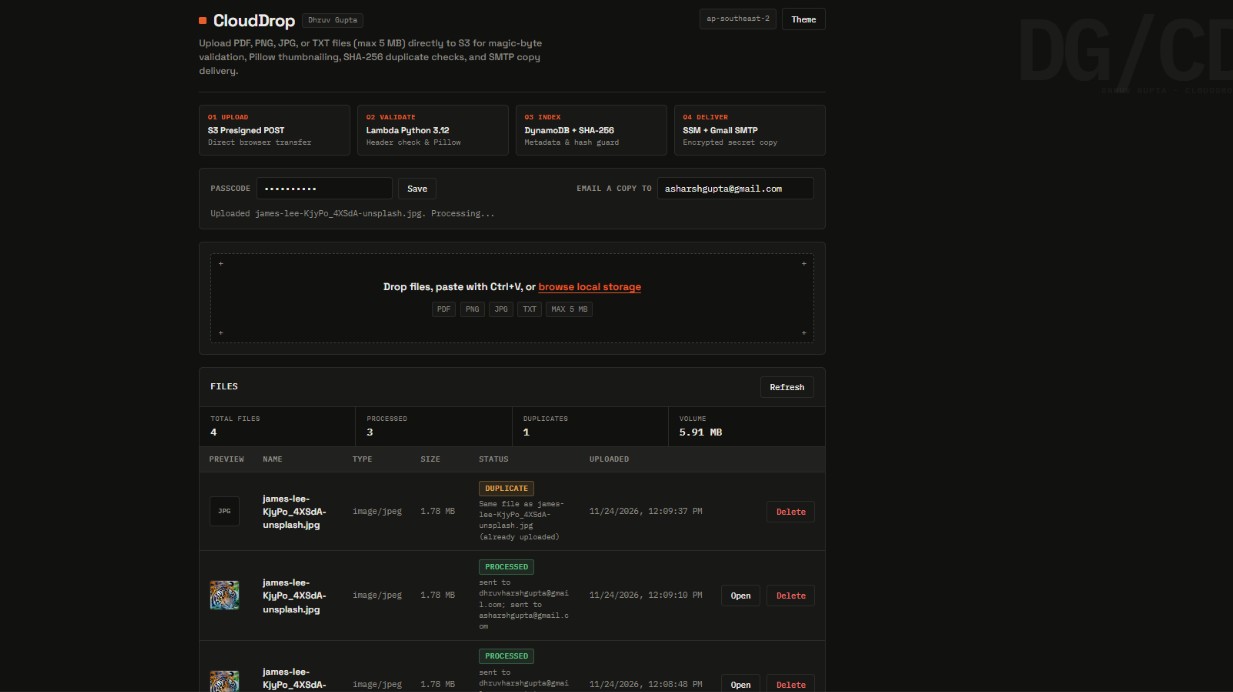 CloudDrop Dhruv Gupta
ap-southeast-2 Theme
DG/CD
Upload PDF, PNG, JPG, or TXT files (max 5 MB) directly to S3 for magic-byte
validation, Pillow thumbnailing, SHA-256 duplicate checks, and SMTP copy
delivery.
01 UPLOAD
S3 Presigned POST
Direct browser transfer
02 VALIDATE
Lambda Python 3.12
Header check & Pillow
03 INDEX
DynamoDB + SHA-256
Metadata & hash guard
04 DELIVER
SSM + Gmail SMTP
Encrypted secret copy
PASSCODE •••••••••• Save
EMAIL A COPY TO asharshgupta@gmail.com
Uploaded james-lee-KjyPo_4XSdA-unsplash.jpg. Processing...
+ +
Drop files, paste with Ctrl+V, or browse local storage
PDF PNG JPG TXT MAX 5 MB
+ +
FILES
Refresh
TOTAL FILES
4
PROCESSED
3
DUPLICATES
1
VOLUME
5.91 MB
PREVIEW NAME TYPE SIZE STATUS UPLOADED
JPG
james-lee-
KjyPo_4XSdA-
unsplash.jpg
image/jpeg
1.78 MB
DUPLICATE
Same file as james-
lee-KjyPo_4XSdA-
unsplash.jpg
(already uploaded)
11/24/2026, 12:09:37 PM
Delete
james-lee-
KjyPo_4XSdA-
unsplash.jpg
image/jpeg
1.78 MB
PROCESSED
sent to
dhruvharshgupta@gmai
l.com; sent to
asharshgupta@gmail.c
om
11/24/2026, 12:09:10 PM
Open
Delete
james-lee-
KjyPo_4XSdA-
image/jpeg
1.78 MB
PROCESSED
sent to
dhruvharshgupta@gmai
11/24/2026, 12:08:48 PM
Open
Delete